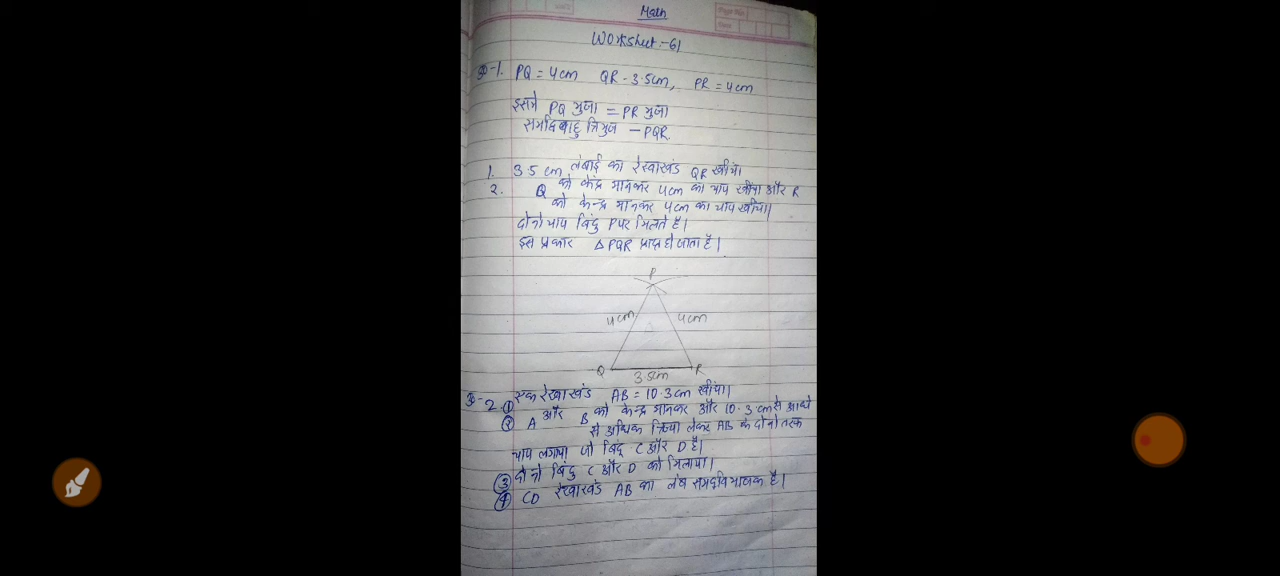 Math
Worksheet:-61
Q-1. PQ = 4cm QR - 3.5cm, PR = 4cm
इसमे PQ भुजा = PR भुजा
समद्विबाहु त्रिभुज - PQR.
1. 3.5 cm लंबाई का रेखाखंड QR खींचे।
2. Q को केंद्र मानकर 4cm का चाप खींचा और R
को केन्द्र मानकर 4cm का चाप खींचा।
दोनो चाप बिंदु P पर मिलते है।
इस प्रकार △PQR प्राप्त हो जाता है।
P
4cm 4cm
Q 3.5cm R
Q-2. ① एक रेखाखंड AB = 10.3cm खींचा।
② A और B को केन्द्र मानकर और 10.3cm से आधे
से अधिक त्रिज्या लेकर AB के दोनो तरफ
चाप लगाया जो बिंदु C और D है।
③ दोनो बिंदु C और D को मिलाया।
④ CD रेखाखंड AB का लंब समद्विभाजक है।